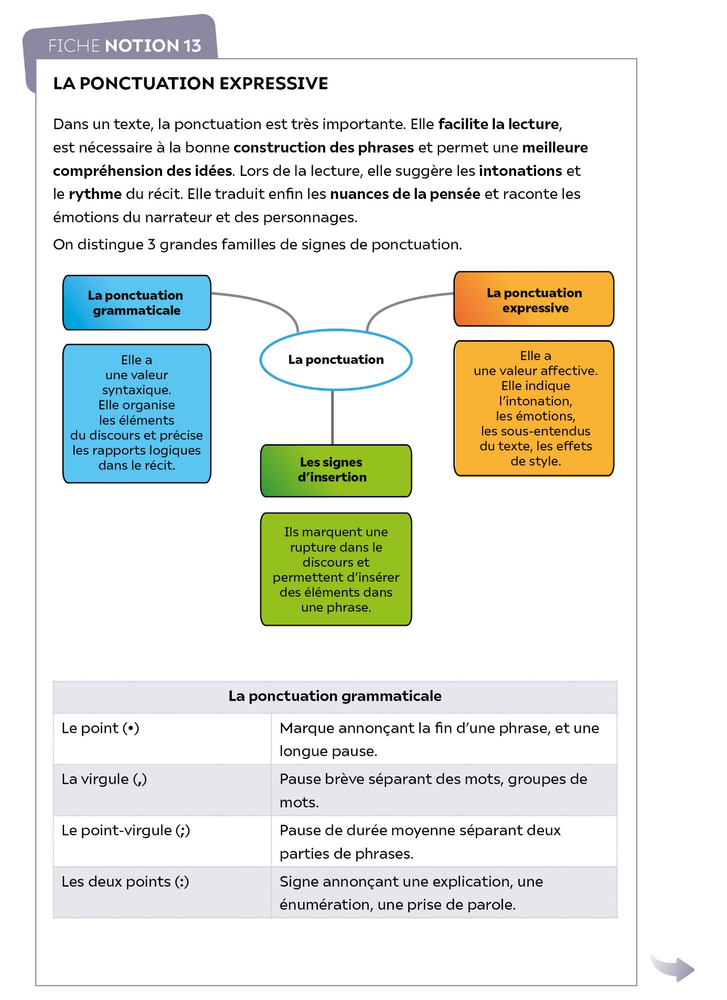 FICHE NOTION 13
LA PONCTUATION EXPRESSIVE
Dans un texte, la ponctuation est très importante. Elle facilite la lecture,
est nécessaire à la bonne construction des phrases et permet une meilleure
compréhension des idées. Lors de la lecture, elle suggère les intonations et
le rythme du récit. Elle traduit enfin les nuances de la pensée et raconte les
émotions du narrateur et des personnages.
On distingue 3 grandes familles de signes de ponctuation.
La ponctuation
grammaticale
Elle a
une valeur
syntaxique.
Elle organise
les éléments
du discours et précise
les rapports logiques
dans le récit.
La ponctuation
Les signes
d’insertion
Ils marquent une
rupture dans le
discours et
permettent d’insérer
des éléments dans
une phrase.
La ponctuation
expressive
Elle a
une valeur affective.
Elle indique
l’intonation,
les émotions,
les sous-entendus
du texte, les effets
de style.
La ponctuation grammaticale
Le point (•)
Marque annonçant la fin d’une phrase, et une
longue pause.
La virgule (,)
Pause brève séparant des mots, groupes de
mots.
Le point-virgule (;)
Pause de durée moyenne séparant deux
parties de phrases.
Les deux points (:)
Signe annonçant une explication, une
énumération, une prise de parole.